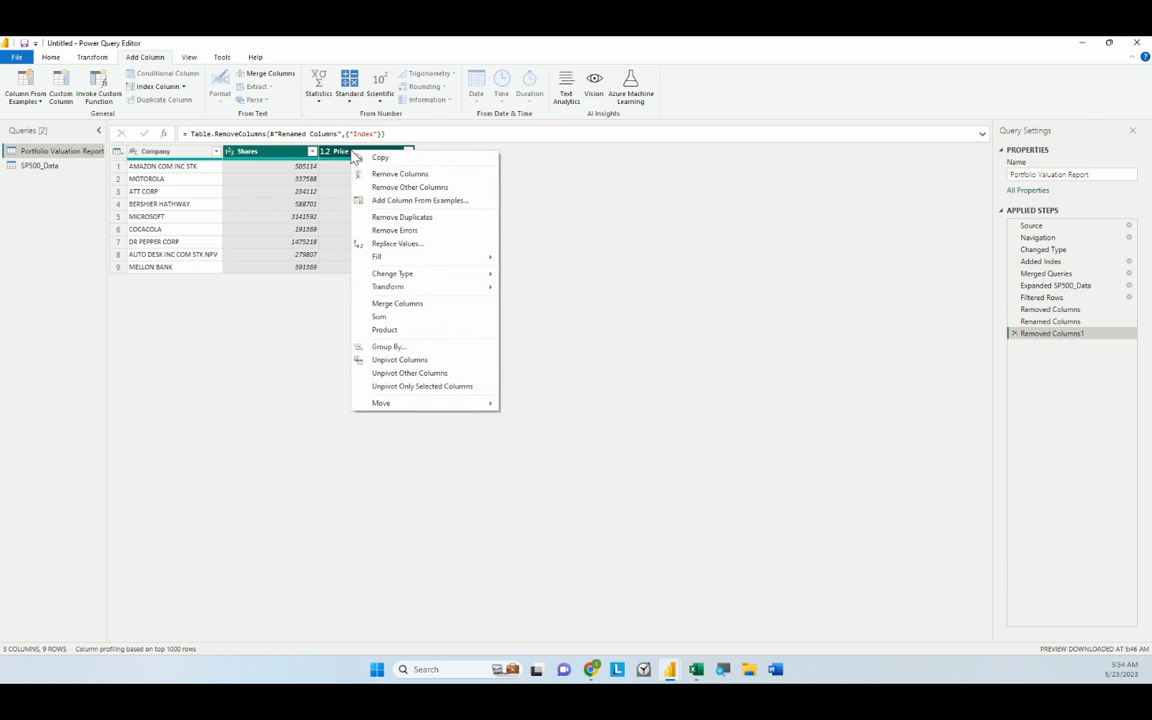 Untitled - Power Query Editor
File Home Transform Add Column View Tools Help
Column From Examples
Custom Column
Invoke Custom Function
Conditional Column
Index Column
Duplicate Column
General
Format
Merge Columns
Extract
Parse
From Text
Statistics
Standard
Scientific
10²
Trigonometry
Rounding
Information
From Number
Date
Time
Duration
From Date & Time
Text Analytics
Vision
Azure Machine Learning
AI Insights
Queries [2]
Portfolio Valuation Report
SP500_Data
fx = Table.RemoveColumns(#"Renamed Columns",{"Index"})
Company Shares 1.2 Price
1 AMAZON COM INC STK 505114
2 MOTOROLA 337588
3 ATT CORP 234112
4 BERSHIER HATHWAY 588701
5 MICROSOFT 3141592
6 COCACOLA 191369
7 DR PEPPER CORP 1475218
8 AUTO DESK INC COM STK NPV 279807
9 MELLON BANK 391369
Copy
Remove Columns
Remove Other Columns
Add Column From Examples...
Remove Duplicates
Remove Errors
Replace Values...
Fill
Change Type
Transform
Merge Columns
Sum
Product
Group By...
Unpivot Columns
Unpivot Other Columns
Unpivot Only Selected Columns
Move
Query Settings
PROPERTIES
Name
Portfolio Valuation Report
All Properties
APPLIED STEPS
Source
Navigation
Changed Type
Added Index
Merged Queries
Expanded SP500_Data
Filtered Rows
Removed Columns
Renamed Columns
Removed Columns1
3 COLUMNS, 9 ROWS Column profiling based on top 1000 rows
PREVIEW DOWNLOADED AT 5:46 AM
Search
5:54 AM
5/23/2023